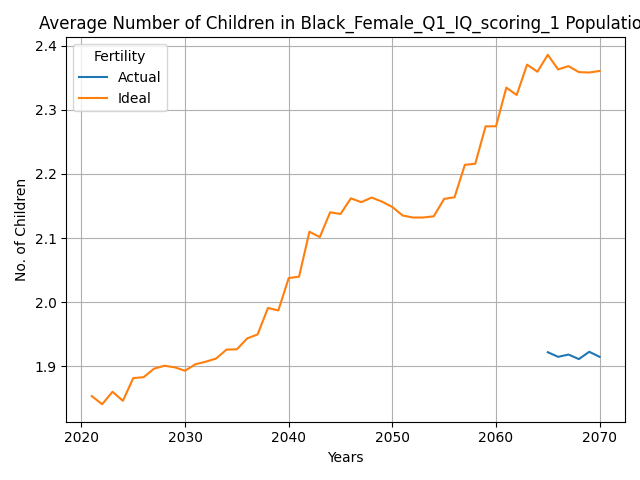 Average Number of Children in Black_Female_Q1_IQ_scoring_1 Populatio
Fertility
Actual
Ideal
No. of Children
2.4
2.3
2.2
2.1
2.0
1.9
2020 2030 2040 2050 2060 2070
Years